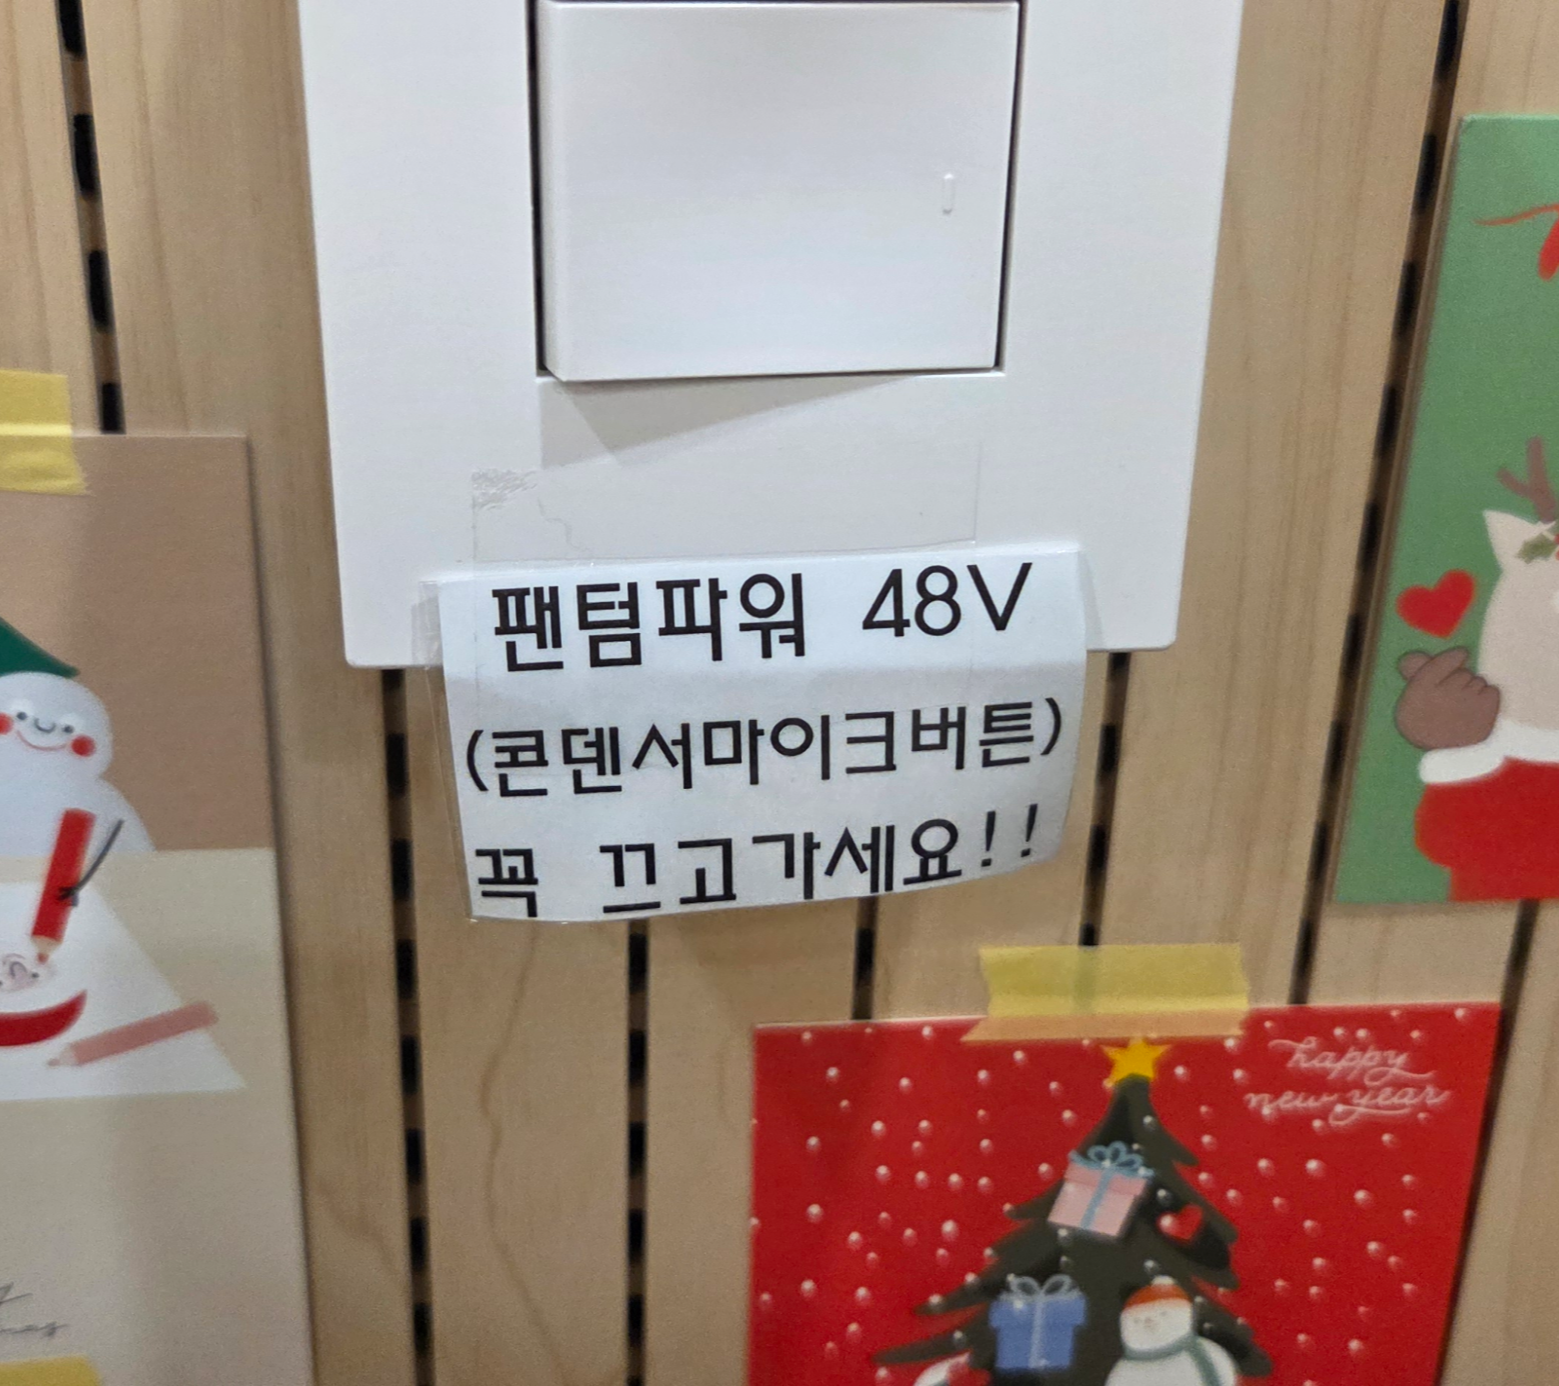 팬텀파워 48V
(콘덴서마이크버튼)
꼭 끄고가세요!!
happy
new year